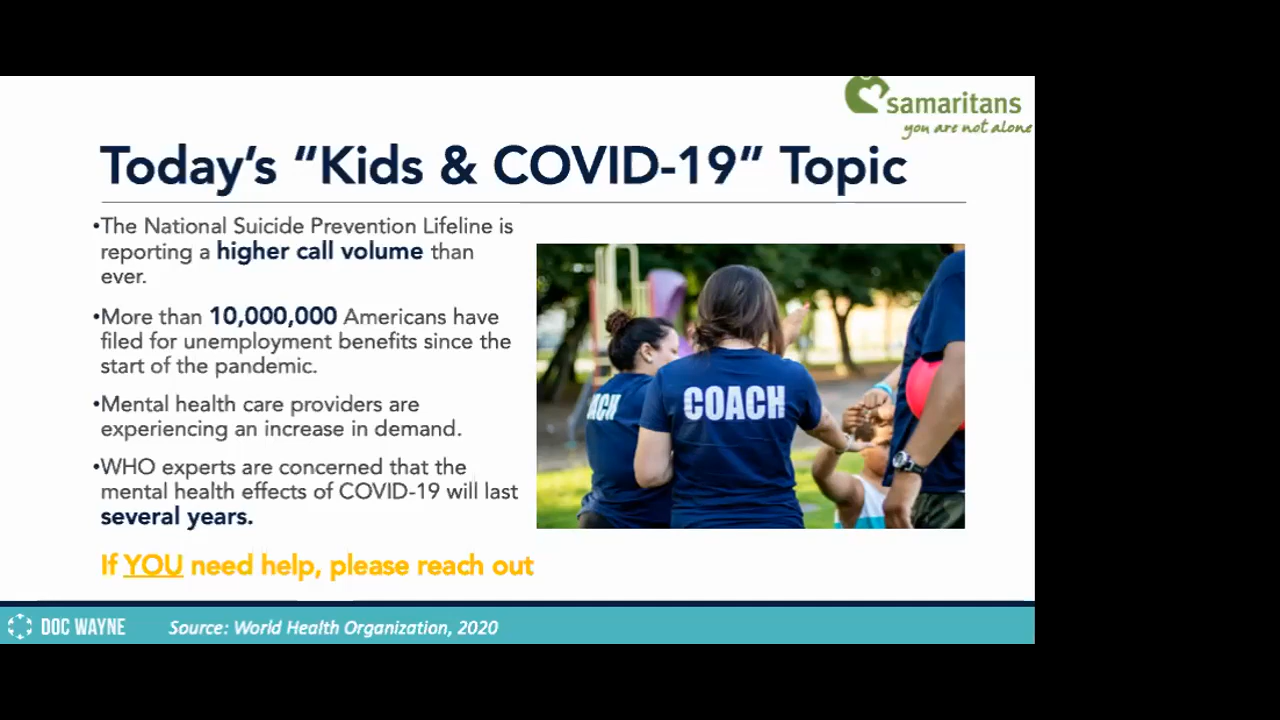 samaritans
you are not alone
Today's "Kids & COVID-19" Topic
•The National Suicide Prevention Lifeline is
reporting a higher call volume than
ever.
•More than 10,000,000 Americans have
filed for unemployment benefits since the
start of the pandemic.
•Mental health care providers are
experiencing an increase in demand.
•WHO experts are concerned that the
mental health effects of COVID-19 will last
several years.
If YOU need help, please reach out
ACH
COACH
DOC WAYNE
Source: World Health Organization, 2020